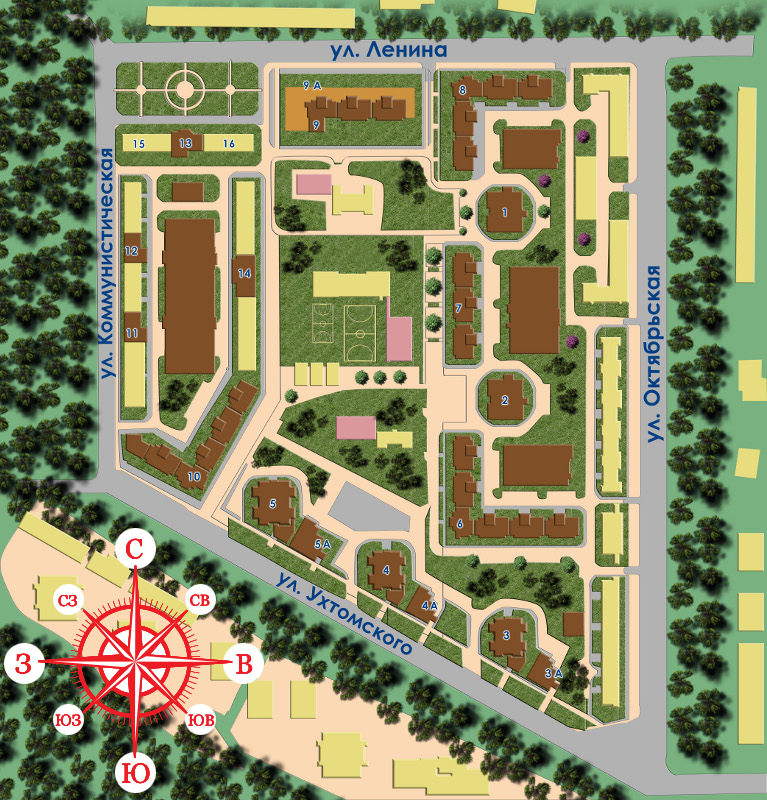 ул. Ленина
9 А
8
9
15
13
16
ул. Коммунистическая
1
12
14
7
11
ул. Октябрьская
2
10
5
6
5 А
4
ул. Ухтомского
4 А
3
3 А
С
СЗ
СВ
З
В
ЮЗ
ЮВ
Ю